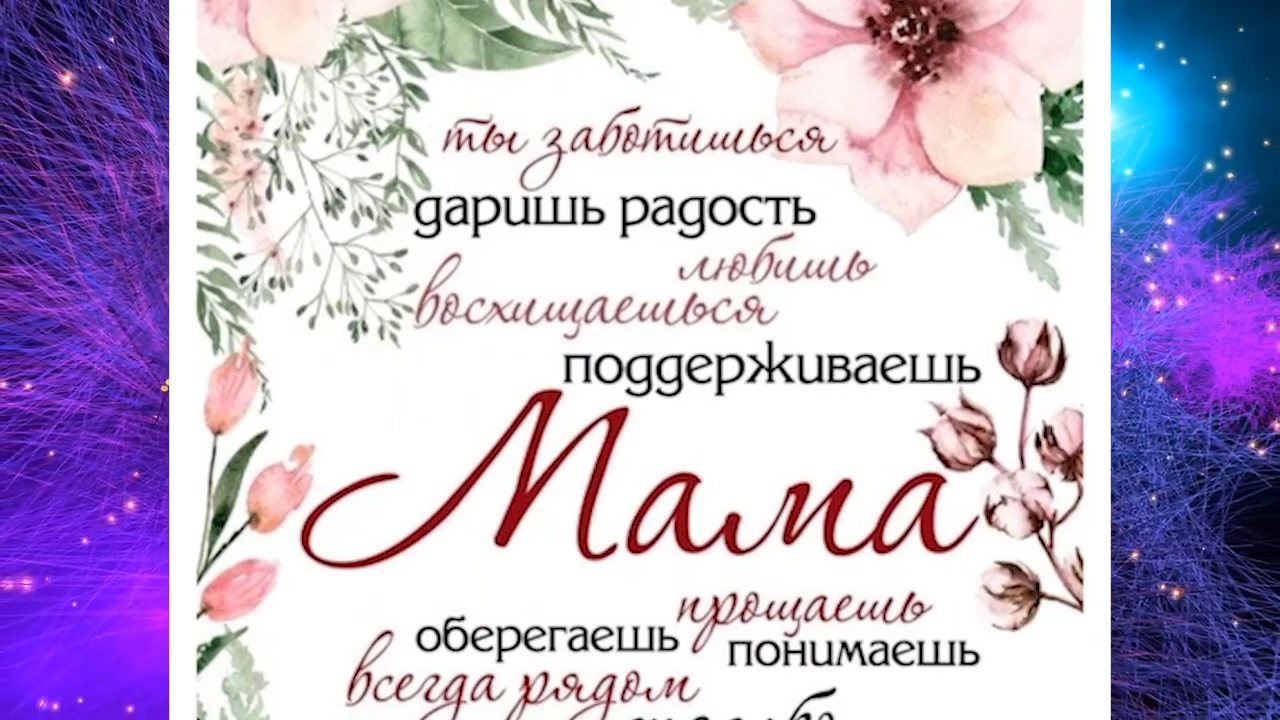 ты заботишься
даришь радость
любишь
восхищаешься
поддерживаешь
Мама
прощаешь
оберегаешь
понимаешь
всегда рядом